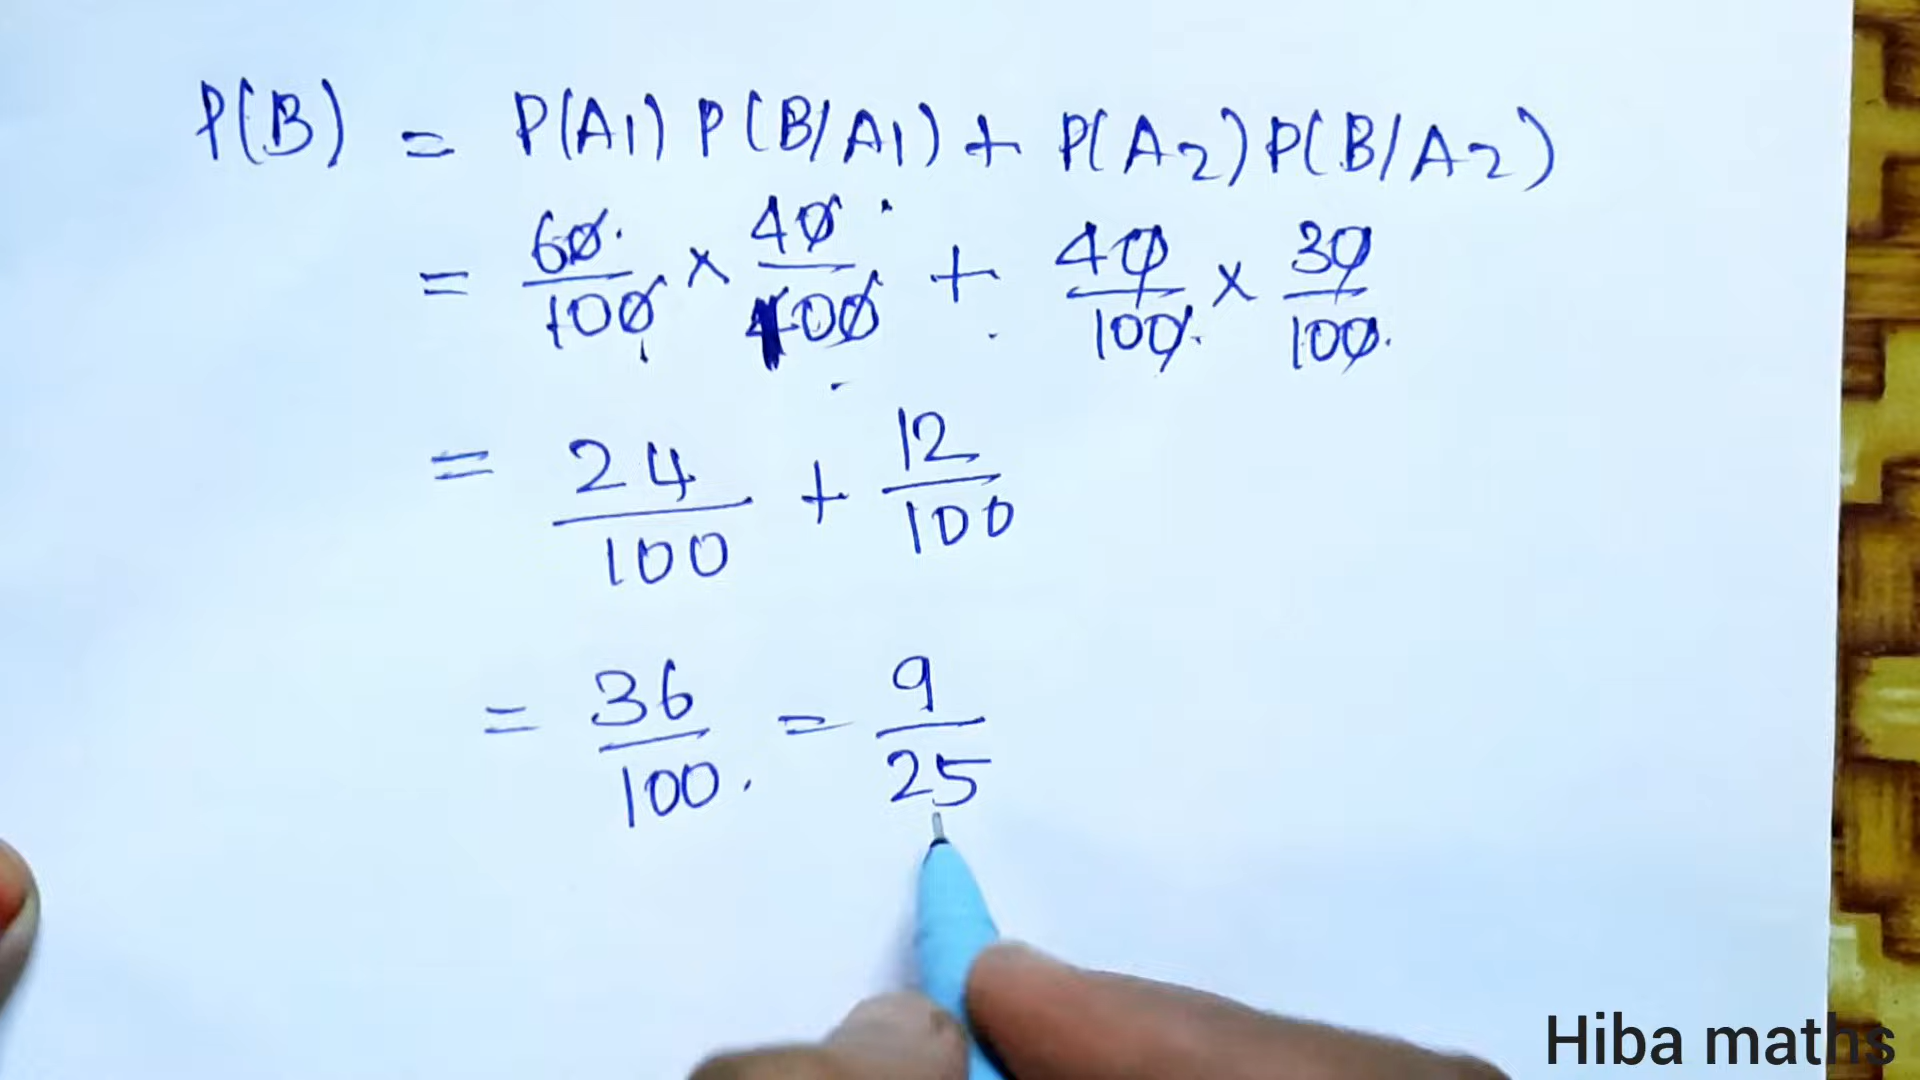 P(B) = P(A1) P(B/A1) + P(A2) P(B/A2)
= 60/100 × 40/100 + 40/100 × 30/100
= 24/100 + 12/100
= 36/100 = 9/25
Hiba maths